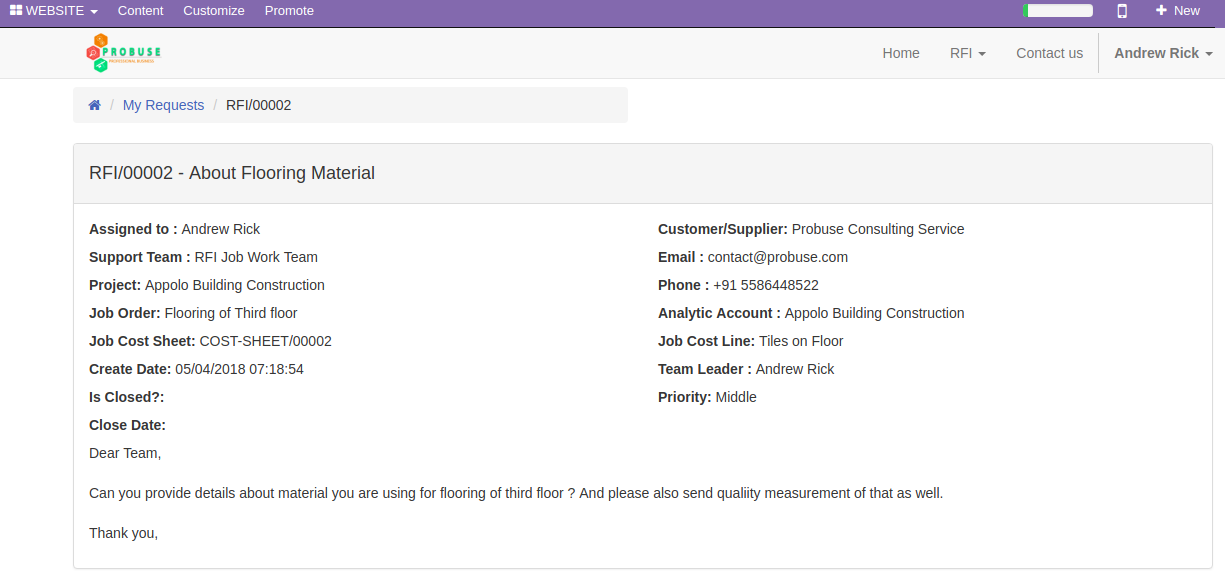 WEBSITE Content Customize Promote New
PROBUSE
PROFESSIONAL BUSINESS
Home RFI Contact us Andrew Rick
/ My Requests / RFI/00002
RFI/00002 - About Flooring Material
Assigned to : Andrew Rick Customer/Supplier: Probuse Consulting Service
Support Team : RFI Job Work Team Email : contact@probuse.com
Project: Appolo Building Construction Phone : +91 5586448522
Job Order: Flooring of Third floor Analytic Account : Appolo Building Construction
Job Cost Sheet: COST-SHEET/00002 Job Cost Line: Tiles on Floor
Create Date: 05/04/2018 07:18:54 Team Leader : Andrew Rick
Is Closed?: Priority: Middle
Close Date:
Dear Team,
Can you provide details about material you are using for flooring of third floor ? And please also send qualiity measurement of that as well.
Thank you,